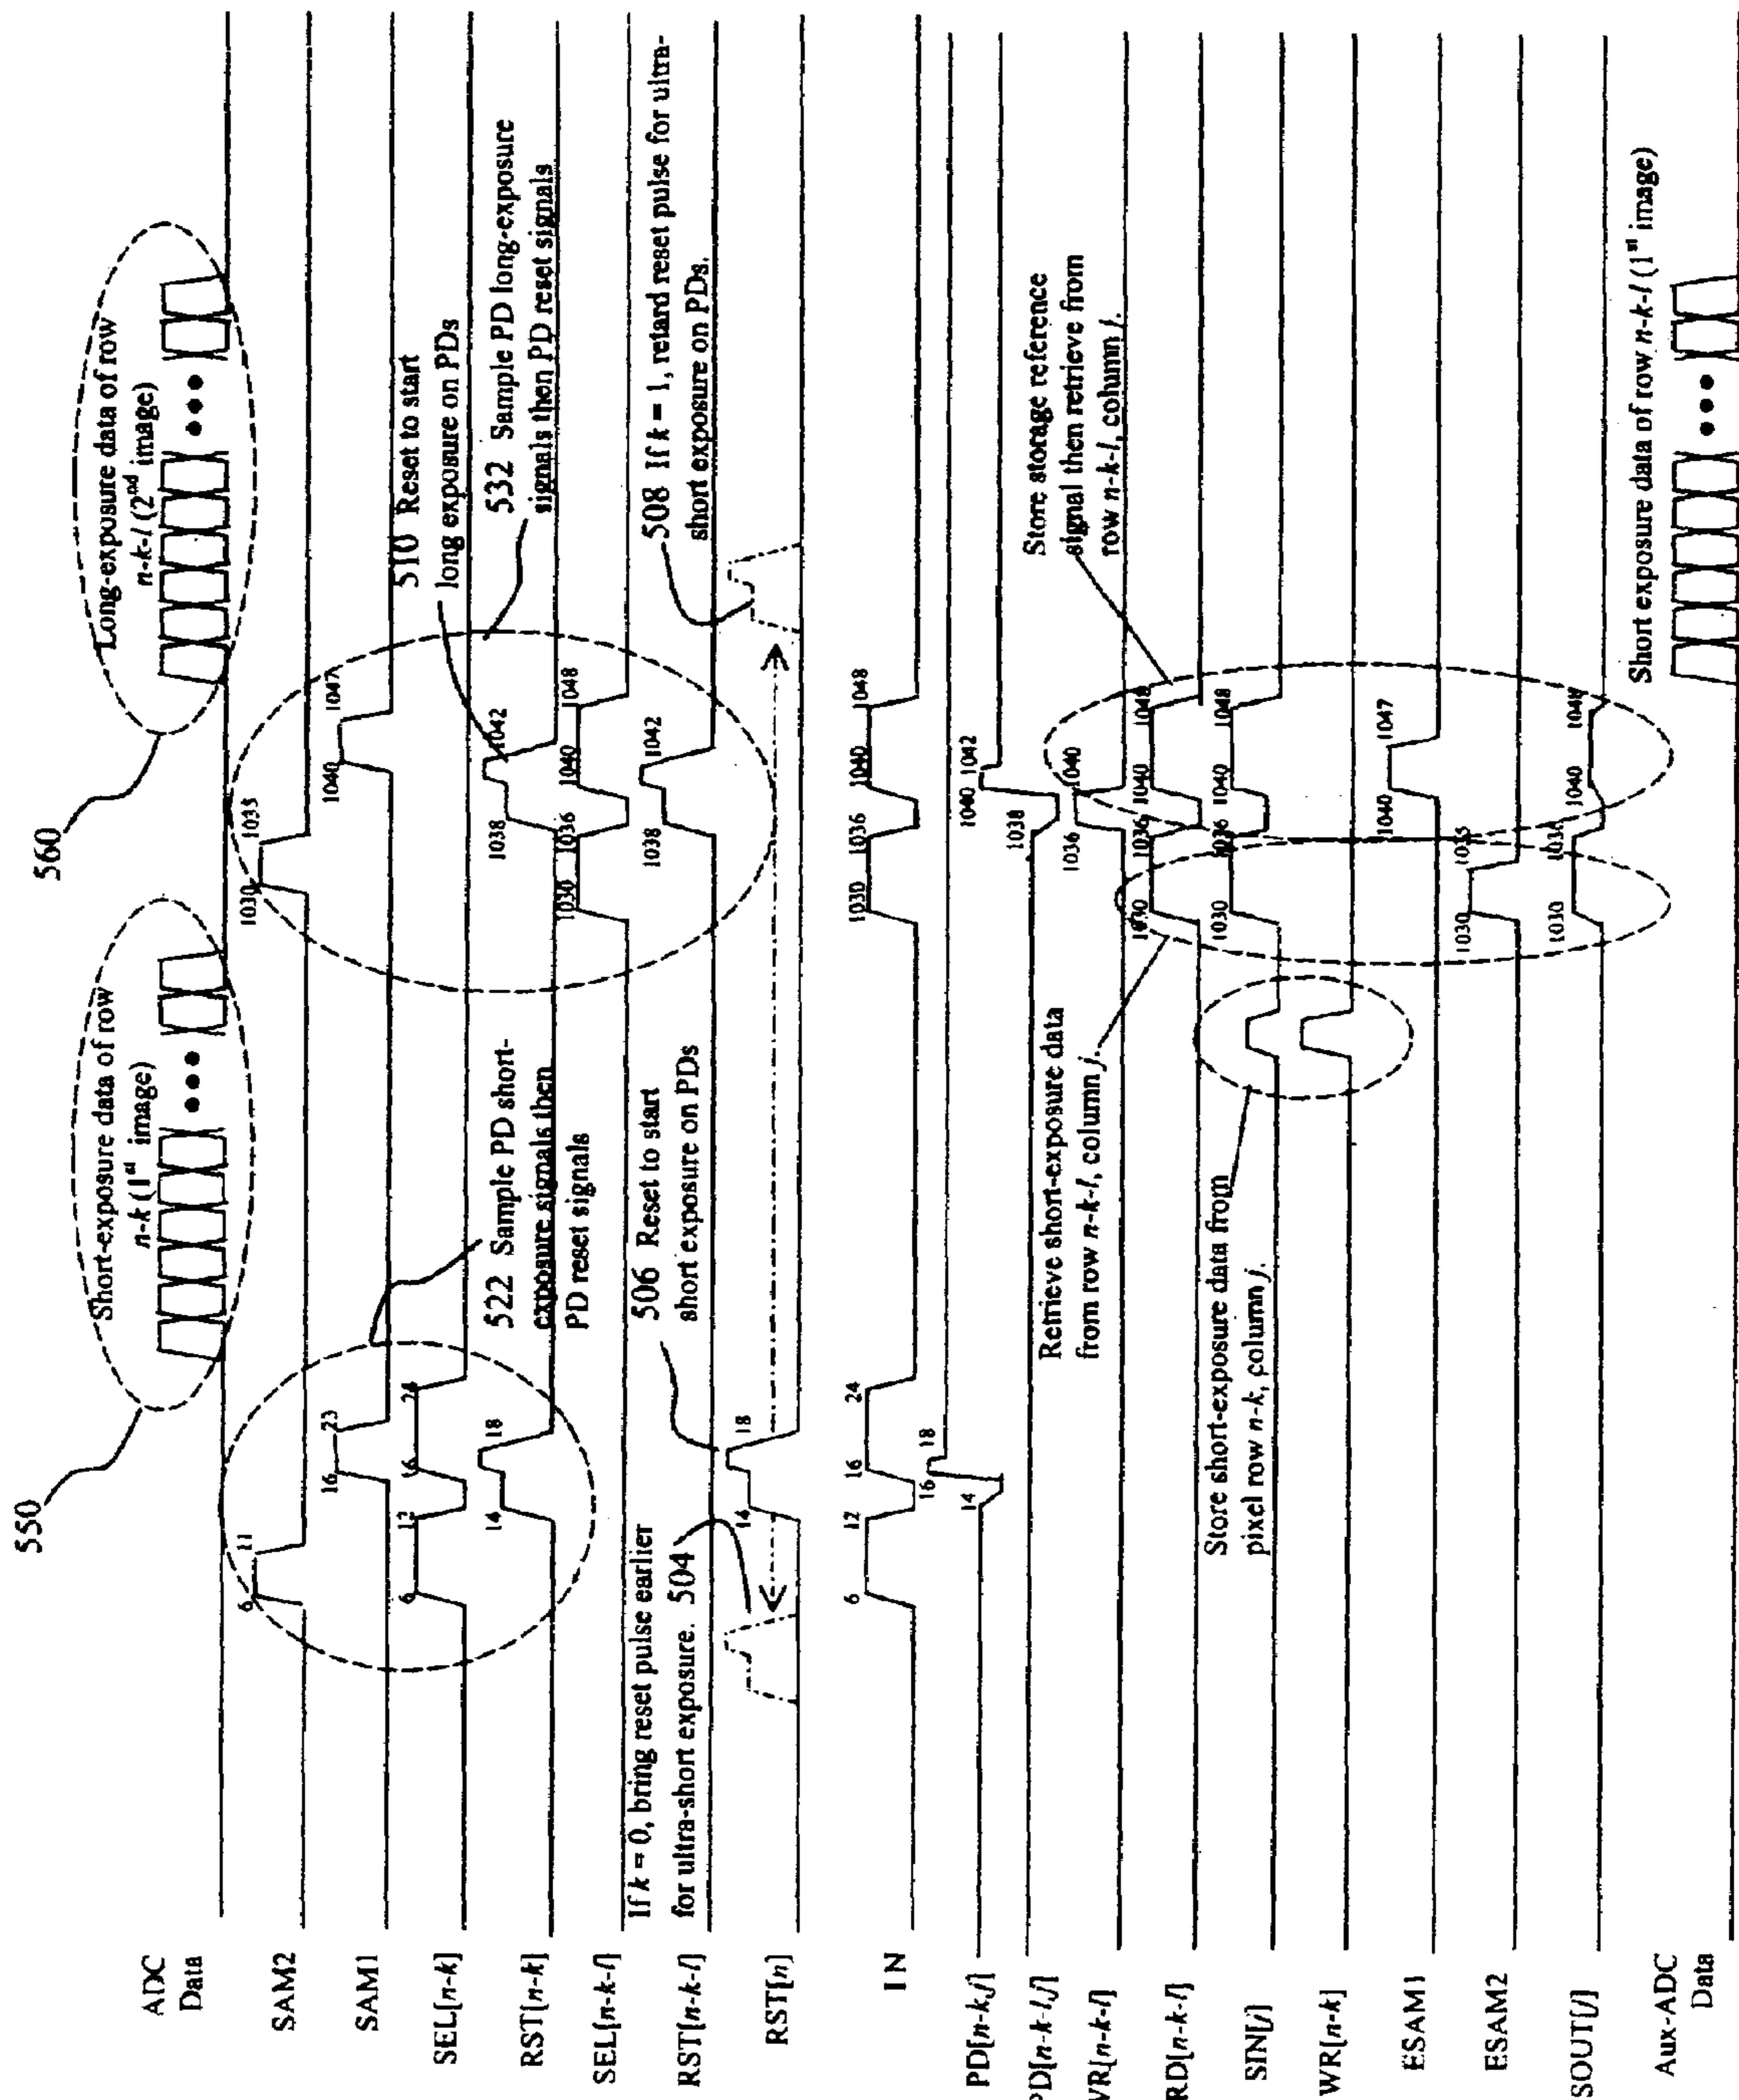 550
560
Short-exposure data of row
n-k (1st image)
Long-exposure data of row
n-k-l (2nd image)
ADC
Data
SAM2
6
11
1030
1035
SAM1
16
23
1040
1047
510 Reset to start
long exposure on PDs
SEL[n-k]
6
12
16
24
522 Sample PD short-
exposure signals then
PD reset signals
532 Sample PD long-exposure
signals then PD reset signals
RST[n-k]
14
18
1038
1042
SEL[n-k-l]
1030
1036
1040
1048
If k = 0, bring reset pulse earlier
for ultra-short exposure. 504
506 Reset to start
short exposure on PDs
508 If k = 1, retard reset pulse for ultra-
short exposure on PDs.
RST[n-k-l]
1038
1042
RST[n]
14
18
IN
6
12
16
24
1030
1036
1040
1048
PD[n-k,j]
14
16
18
PD[n-k-l,j]
1038
1040
1042
WR[n-k-l]
1036
1040
Retrieve short-exposure data
from row n-k-l, column j.
Store storage reference
signal then retrieve from
row n-k-l, column j.
RD[n-k-l]
1030
1036
1040
1048
SIN[j]
1030
1036
1040
1048
Store short-exposure data from
pixel row n-k, column j.
WR[n-k]
ESAM1
1040
1047
ESAM2
1030
1035
SOUT[j]
1030
1040
Short exposure data of row n-k-l (1st image)
Aux-ADC
Data